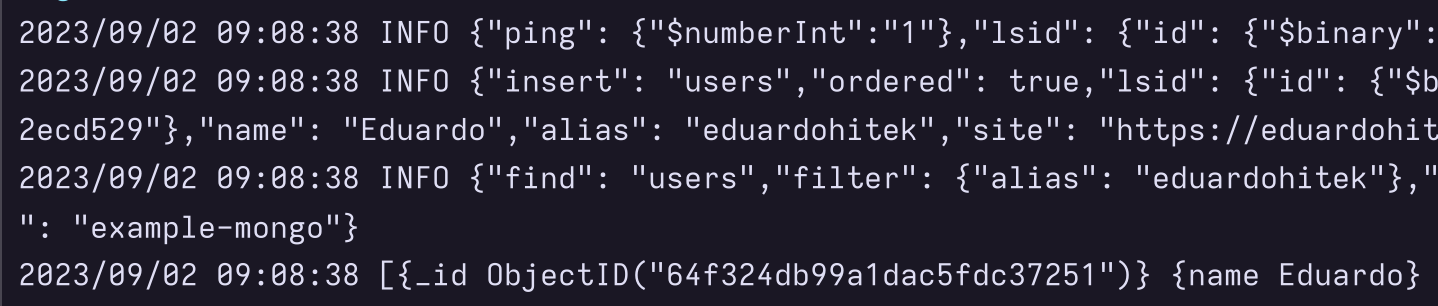 2023/09/02 09:08:38 INFO {"ping": {"$numberInt":"1"},"lsid": {"id": {"$binary":
2023/09/02 09:08:38 INFO {"insert": "users","ordered": true,"lsid": {"id": {"$b
2ecd529"},"name": "Eduardo","alias": "eduardohitek","site": "https://eduardohit
2023/09/02 09:08:38 INFO {"find": "users","filter": {"alias": "eduardohitek"},"
": "example-mongo"}
2023/09/02 09:08:38 [{_id ObjectID("64f324db99a1dac5fdc37251")} {name Eduardo}